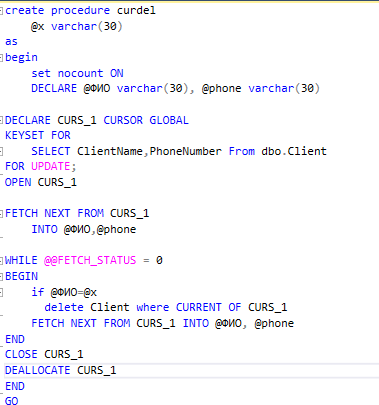 create procedure curdel
@x varchar(30)
as
begin
set nocount ON
DECLARE @ФИО varchar(30), @phone varchar(30)
DECLARE CURS_1 CURSOR GLOBAL
KEYSET FOR
SELECT ClientName,PhoneNumber From dbo.Client
FOR UPDATE;
OPEN CURS_1
FETCH NEXT FROM CURS_1
INTO @ФИО,@phone
WHILE @@FETCH_STATUS = 0
BEGIN
if @ФИО=@x
delete Client where CURRENT OF CURS_1
FETCH NEXT FROM CURS_1 INTO @ФИО, @phone
END
CLOSE CURS_1
DEALLOCATE CURS_1
END
GO